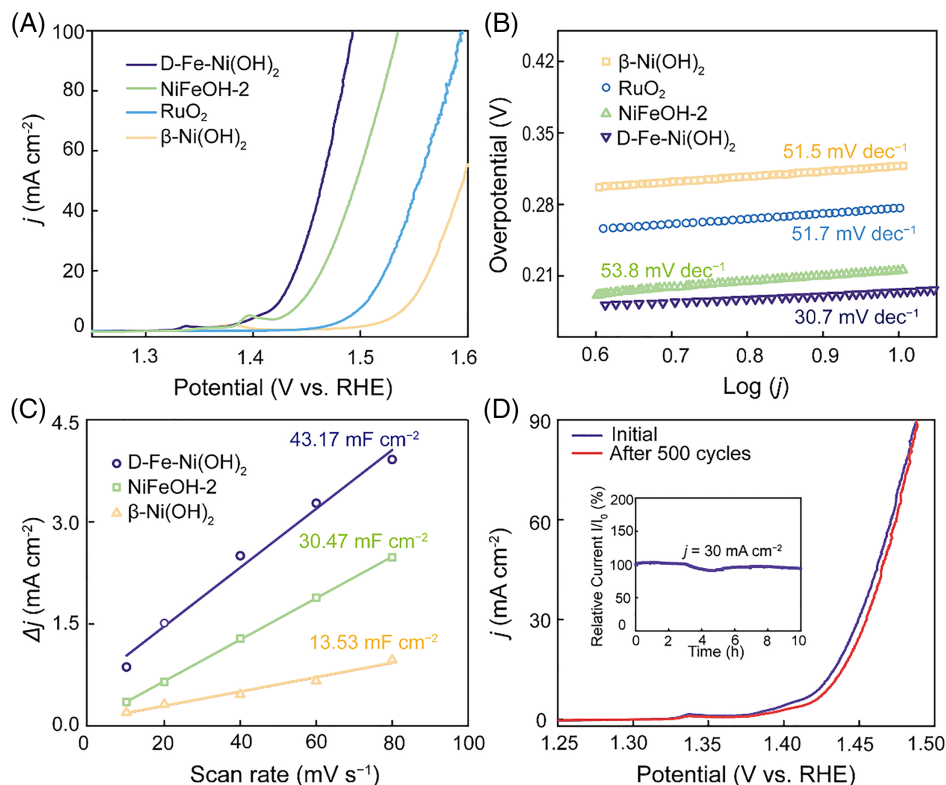 (A)
100
80
60
40
20
0
j (mA cm⁻²)
D-Fe-Ni(OH)₂
NiFeOH-2
RuO₂
β-Ni(OH)₂
1.3 1.4 1.5 1.6
Potential (V vs. RHE)
(B)
0.42
0.35
0.28
0.21
Overpotential (V)
β-Ni(OH)₂
RuO₂
NiFeOH-2
D-Fe-Ni(OH)₂
51.5 mV dec⁻¹
51.7 mV dec⁻¹
53.8 mV dec⁻¹
30.7 mV dec⁻¹
0.6 0.7 0.8 0.9 1.0
Log (j)
(C)
4.5
3.0
1.5
0.0
Δj (mA cm⁻²)
43.17 mF cm⁻²
D-Fe-Ni(OH)₂
NiFeOH-2
β-Ni(OH)₂
30.47 mF cm⁻²
13.53 mF cm⁻²
0 20 40 60 80 100
Scan rate (mV s⁻¹)
(D)
90
60
30
0
j (mA cm⁻²)
Initial
After 500 cycles
200
150
100
50
0
Relative Current I/I₀ (%)
j = 30 mA cm⁻²
0 2 4 6 8 10
Time (h)
1.25 1.30 1.35 1.40 1.45 1.50
Potential (V vs. RHE)